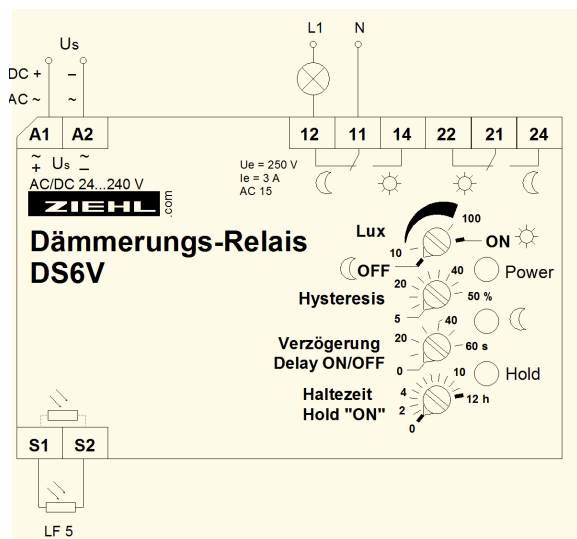 L1 N
Us
DC + –
AC ~ ~
A1 A2 12 11 14 22 21 24
~ Us ~
+ –
AC/DC 24...240 V
Ue = 250 V
Ie = 3 A
AC 15
ZIEHL.com
Dämmerungs-Relais
DS6V
Lux 10 100
OFF ON
Power
Hysteresis 5 20 40 50 %
Verzögerung
Delay ON/OFF 0 20 40 60 s
Hold
Haltezeit
Hold "ON" 0 2 4 10 12 h
S1 S2
LF 5